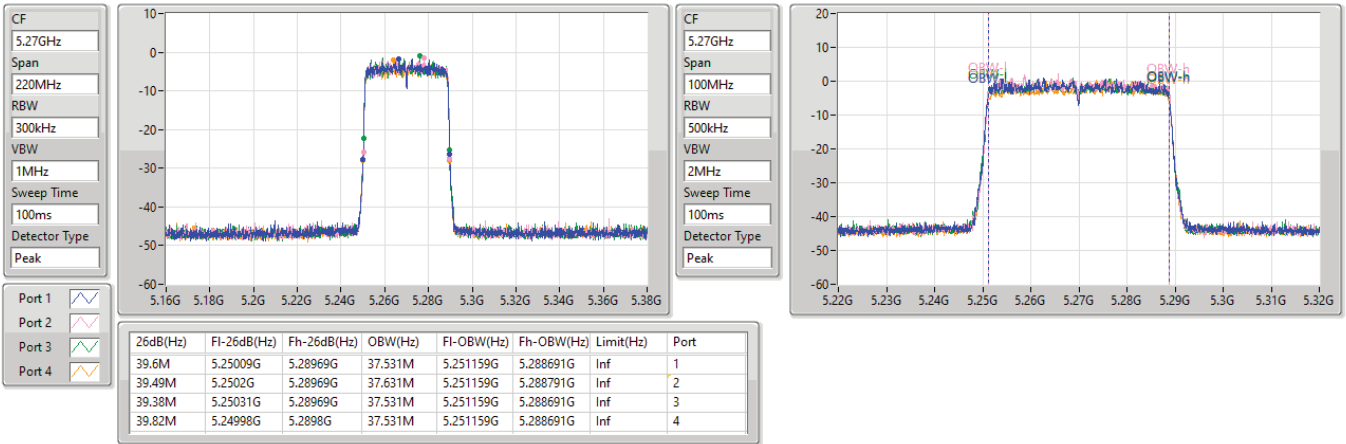 CF
5.27GHz
Span
220MHz
RBW
300kHz
VBW
1MHz
Sweep Time
100ms
Detector Type
Peak
Port 1
Port 2
Port 3
Port 4
10
0
-10
-20
-30
-40
-50
-60
5.16G 5.18G 5.2G 5.22G 5.24G 5.26G 5.28G 5.3G 5.32G 5.34G 5.36G 5.38G
CF
5.27GHz
Span
100MHz
RBW
500kHz
VBW
2MHz
Sweep Time
100ms
Detector Type
Peak
20
10
0
-10
-20
-30
-40
-50
-60
OBW-l OBW-h
OBW-l OBW-h
5.22G 5.23G 5.24G 5.25G 5.26G 5.27G 5.28G 5.29G 5.3G 5.31G 5.32G
26dB(Hz) Fl-26dB(Hz) Fh-26dB(Hz) OBW(Hz) Fl-OBW(Hz) Fh-OBW(Hz) Limit(Hz) Port
39.6M 5.25009G 5.28969G 37.531M 5.251159G 5.288691G Inf 1
39.49M 5.2502G 5.28969G 37.631M 5.251159G 5.288791G Inf 2
39.38M 5.25031G 5.28969G 37.531M 5.251159G 5.288691G Inf 3
39.82M 5.24998G 5.2898G 37.531M 5.251159G 5.288691G Inf 4